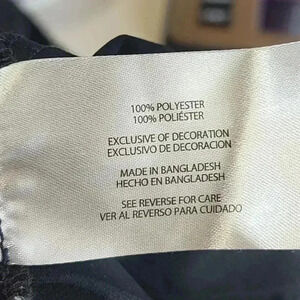 100% POLYESTER
100% POLIÉSTER
EXCLUSIVE OF DECORATION
EXCLUSIVO DE DECORACION
MADE IN BANGLADESH
HECHO EN BANGLADESH
SEE REVERSE FOR CARE
VER AL REVERSO PARA CUIDADO